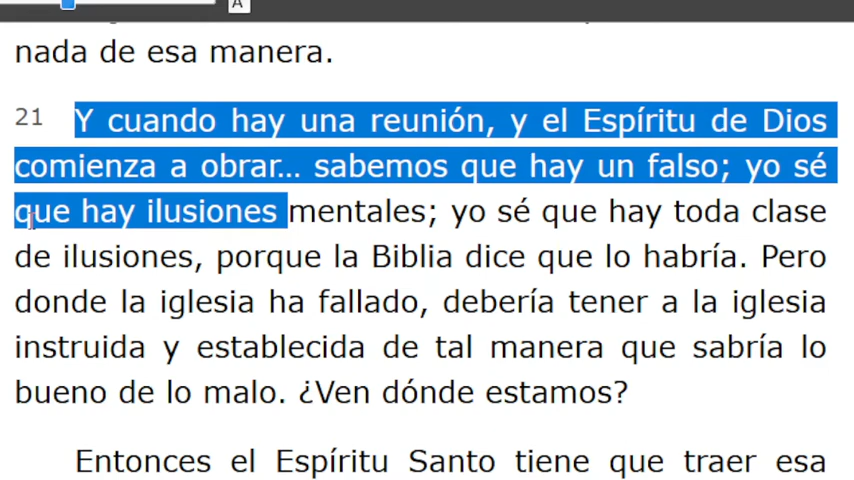 A
nada de esa manera.
21 Y cuando hay una reunión, y el Espíritu de Dios
comienza a obrar... sabemos que hay un falso; yo sé
que hay ilusiones mentales; yo sé que hay toda clase
de ilusiones, porque la Biblia dice que lo habría. Pero
donde la iglesia ha fallado, debería tener a la iglesia
instruida y establecida de tal manera que sabría lo
bueno de lo malo. ¿Ven dónde estamos?
Entonces el Espíritu Santo tiene que traer esa